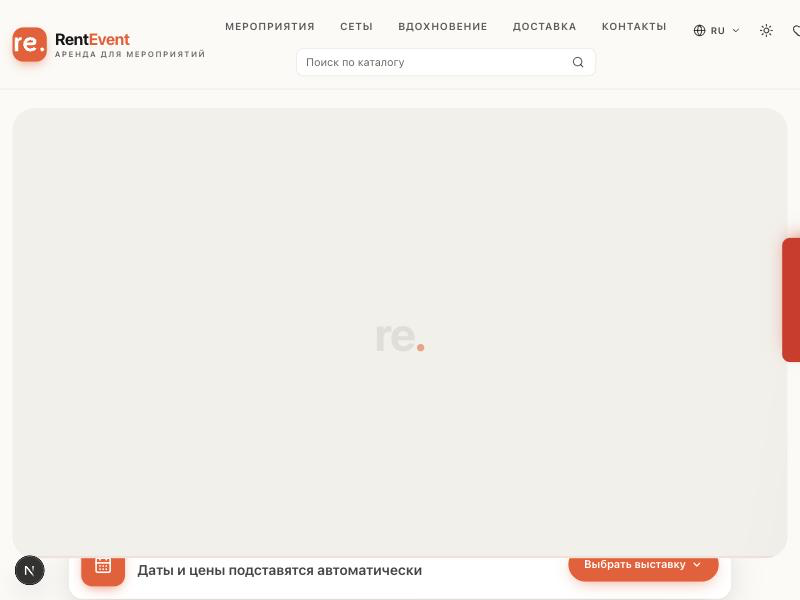 re.
RentEvent
АРЕНДА ДЛЯ МЕРОПРИЯТИЙ
МЕРОПРИЯТИЯ СЕТЫ ВДОХНОВЕНИЕ ДОСТАВКА КОНТАКТЫ
RU
Поиск по каталогу
re.
Даты и цены подставятся автоматически
Выбрать выставку
N